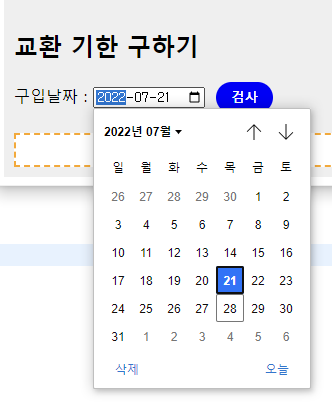 교환 기한 구하기
구입날짜 : 2022-07-21 검사
2022년 07월
일 월 화 수 목 금 토
26 27 28 29 30 1 2
3 4 5 6 7 8 9
10 11 12 13 14 15 16
17 18 19 20 21 22 23
24 25 26 27 28 29 30
31 1 2 3 4 5 6
삭제 오늘